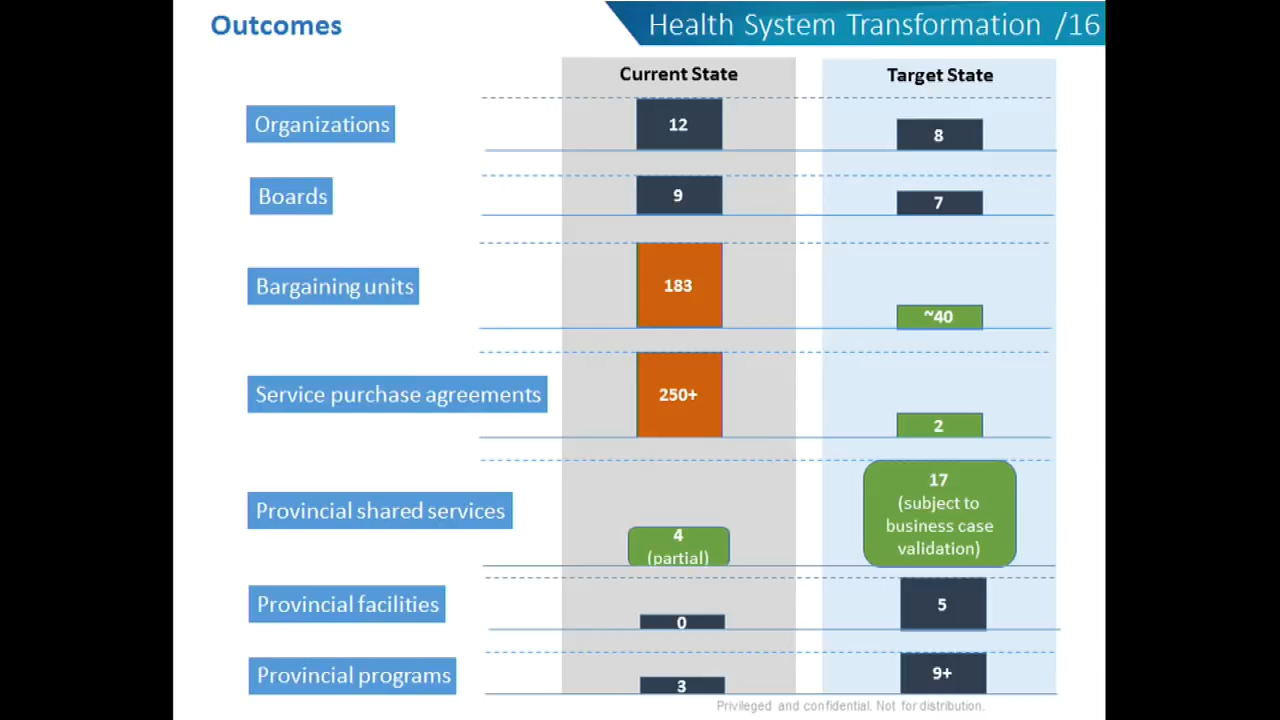 Outcomes
Health System Transformation /16
Current State
Target State
Organizations
12
8
Boards
9
7
Bargaining units
183
~40
Service purchase agreements
250+
2
Provincial shared services
4
(partial)
17
(subject to
business case
validation)
Provincial facilities
0
5
Provincial programs
3
9+
Privileged and confidential. Not for distribution.